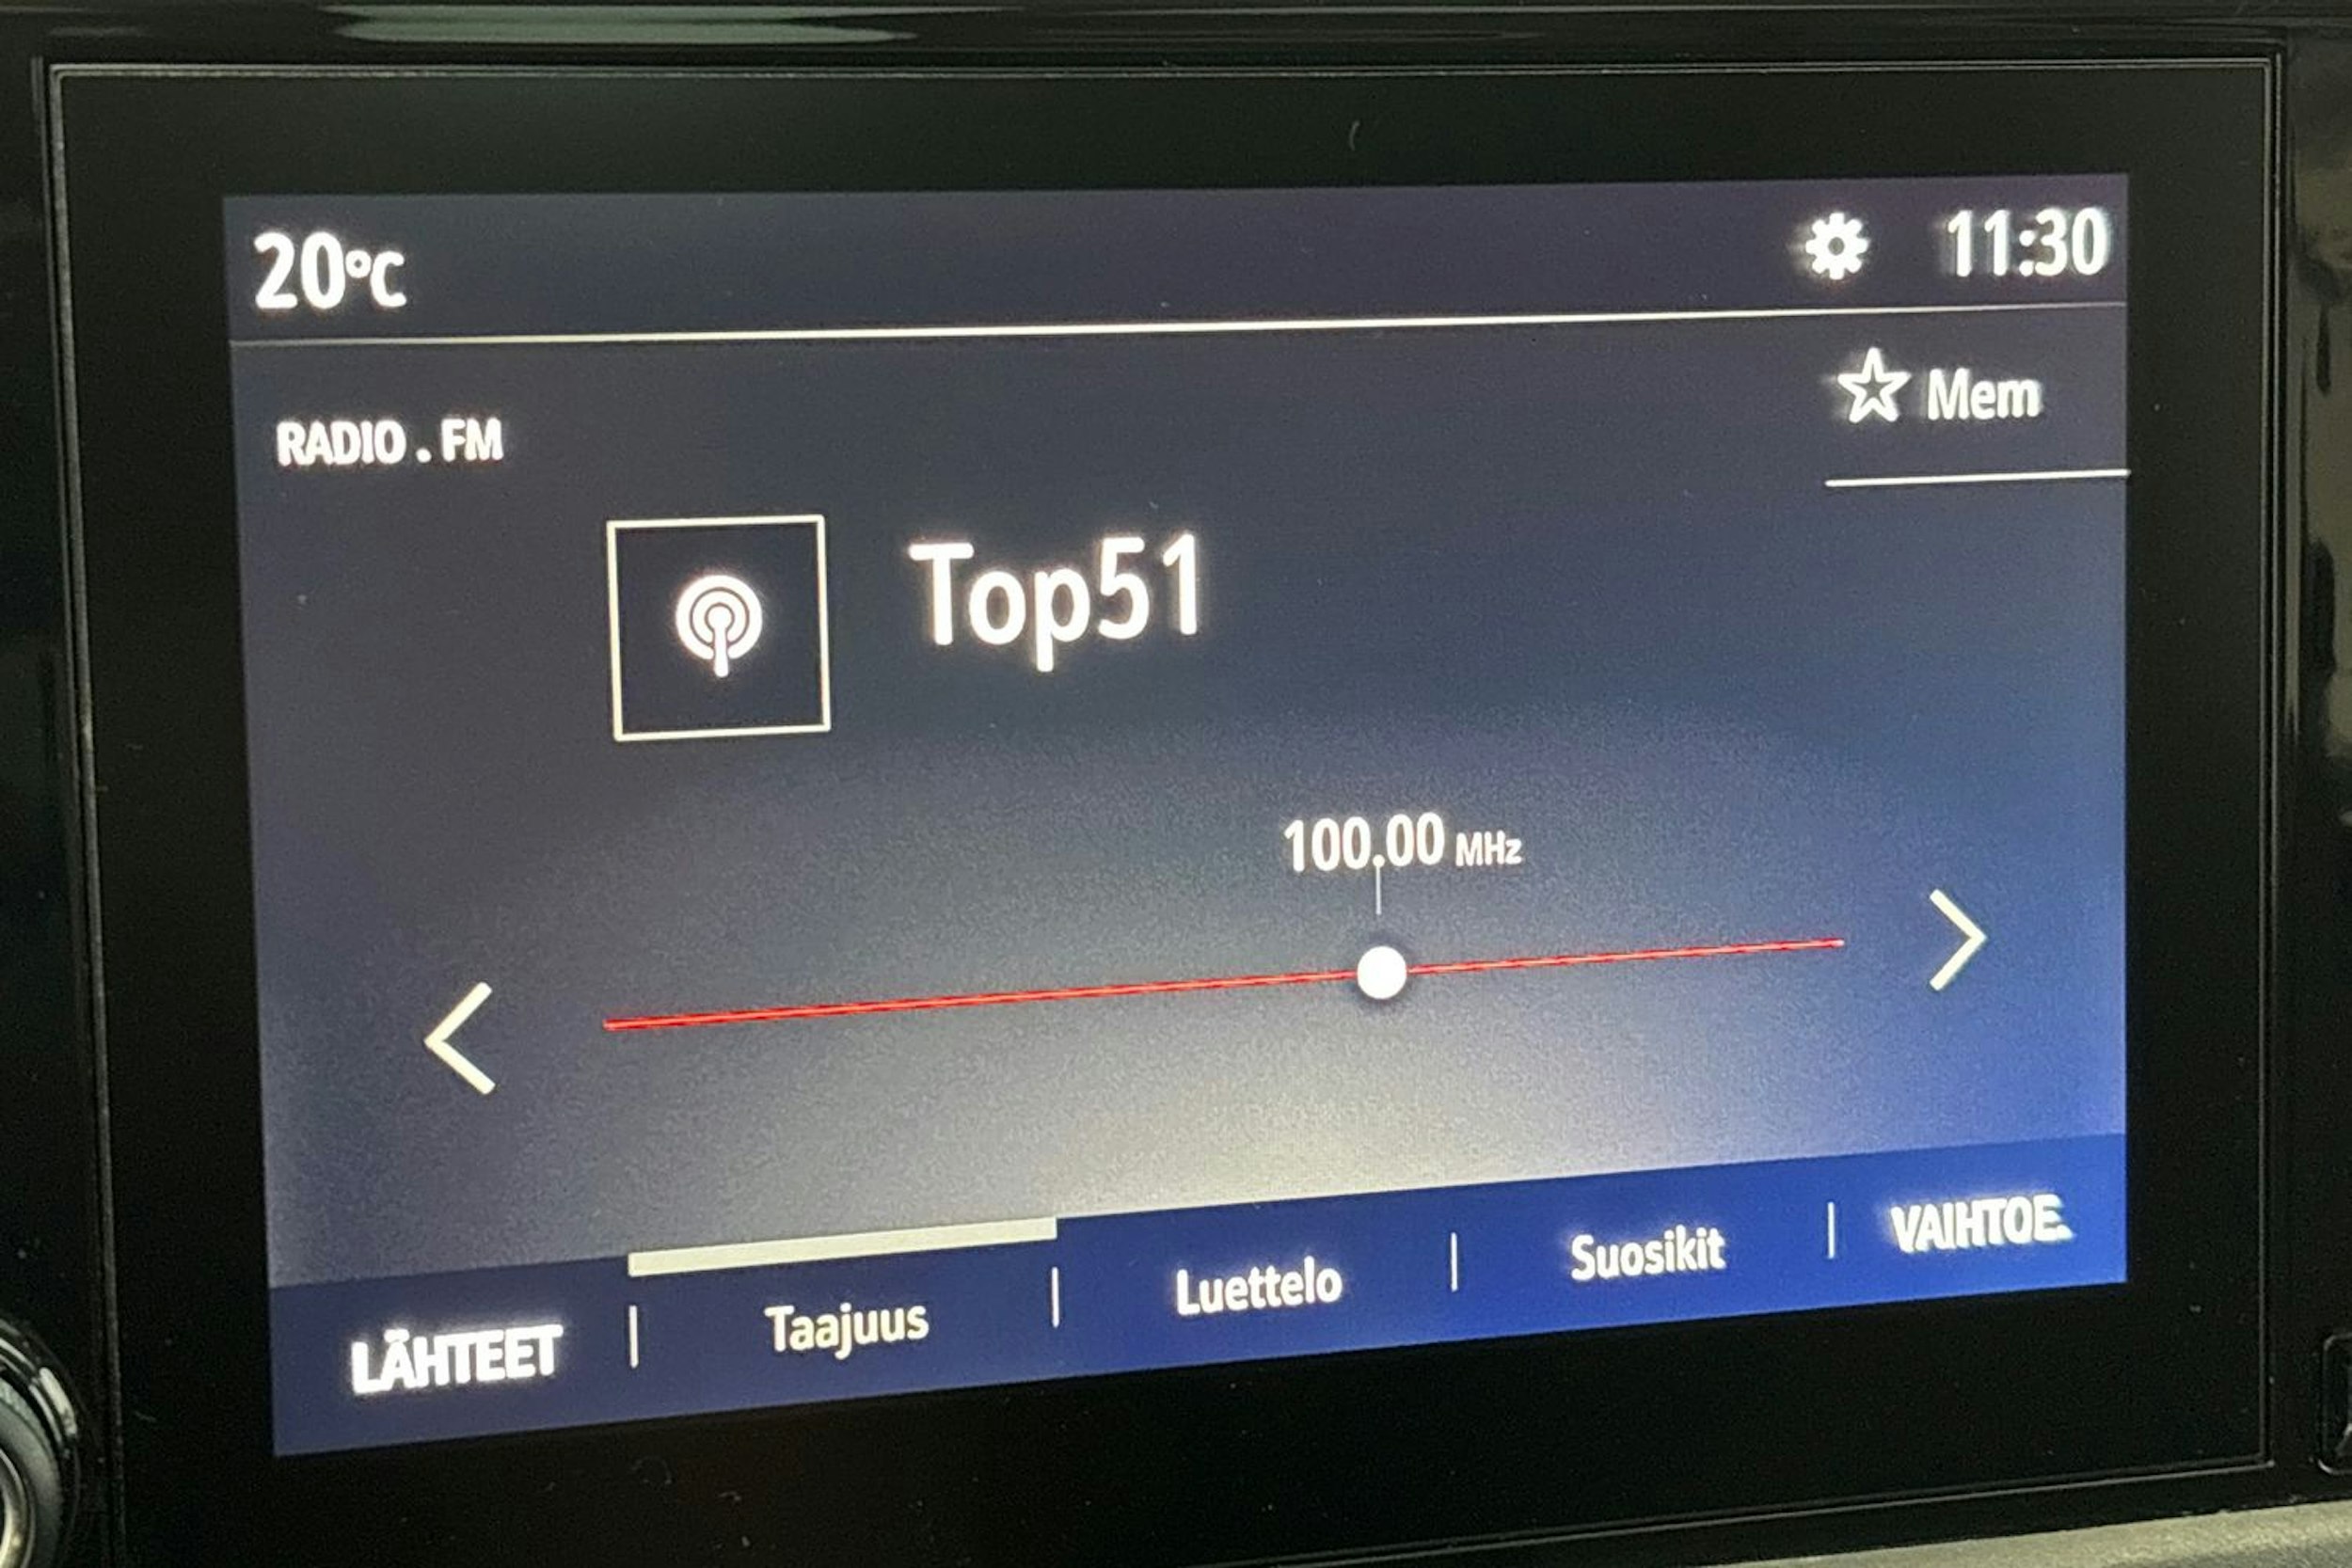 20°C 11:30
Mem
RADIO . FM
Top51
100.00 MHz
LÄHTEET | Taajuus | Luettelo | Suosikit | VAIHTOE.